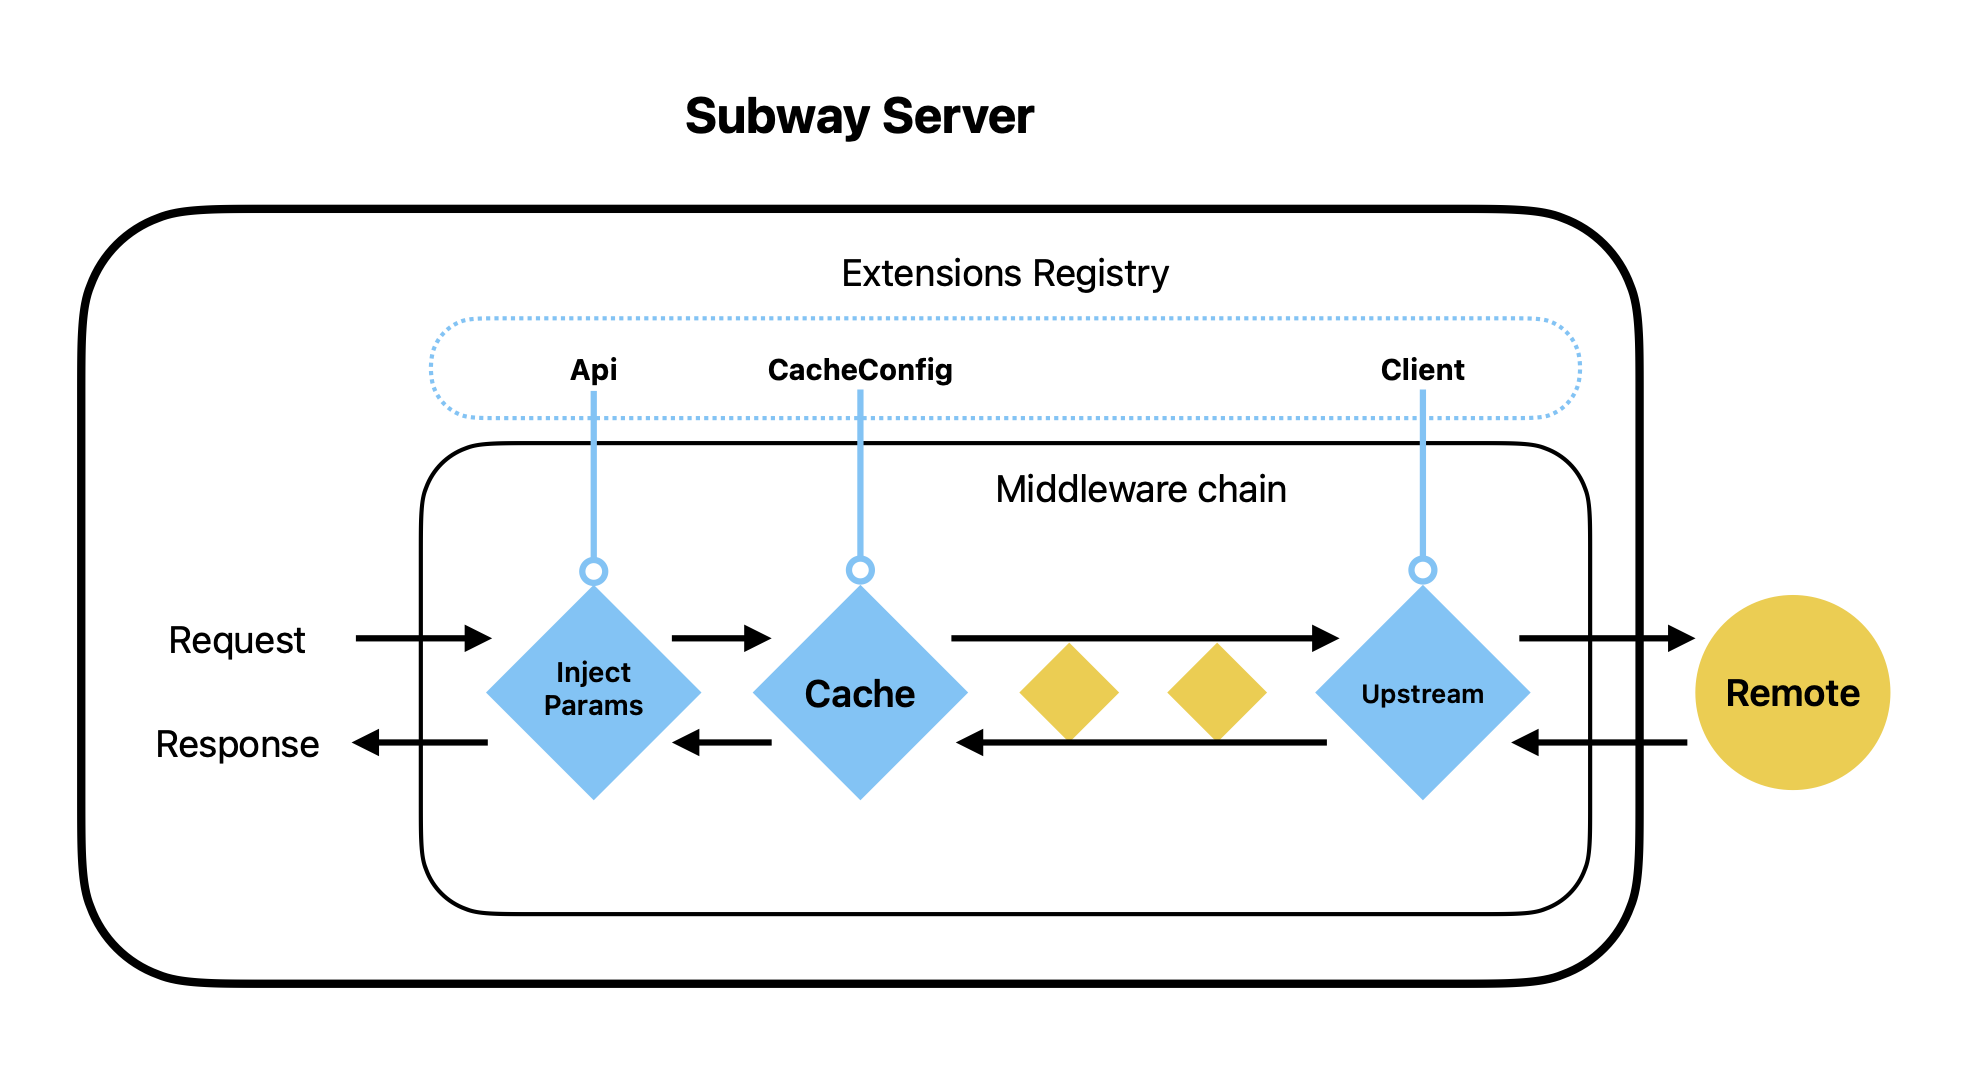 Subway Server
Extensions Registry
Api
CacheConfig
Client
Middleware chain
Request
Response
Inject
Params
Cache
Upstream
Remote